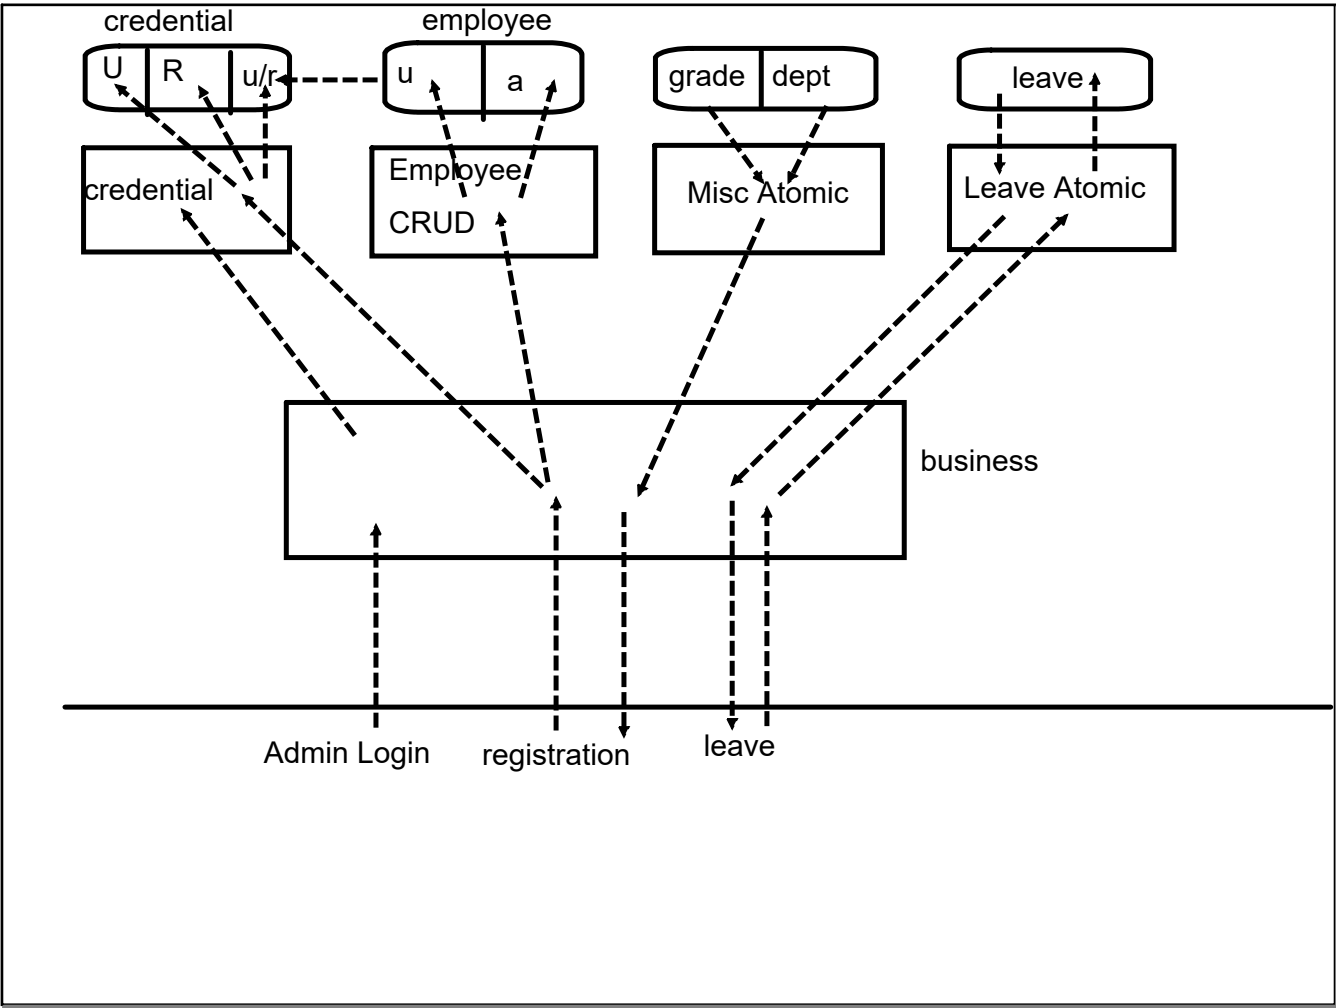 credential
employee
U
R
u/r
u
a
grade
dept
leave
credential
Employee
CRUD
Misc Atomic
Leave Atomic
business
Admin Login
registration
leave